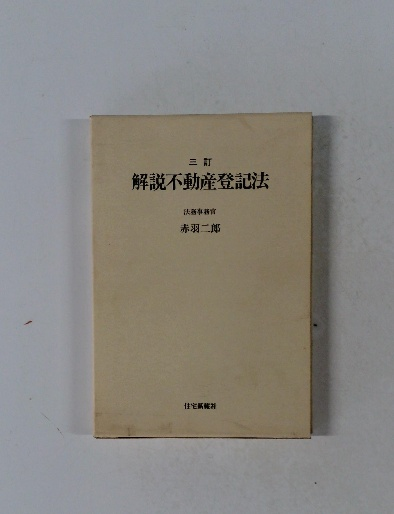 三訂
解説不動産登記法
法務事務官
赤羽二郎
住宅新報社